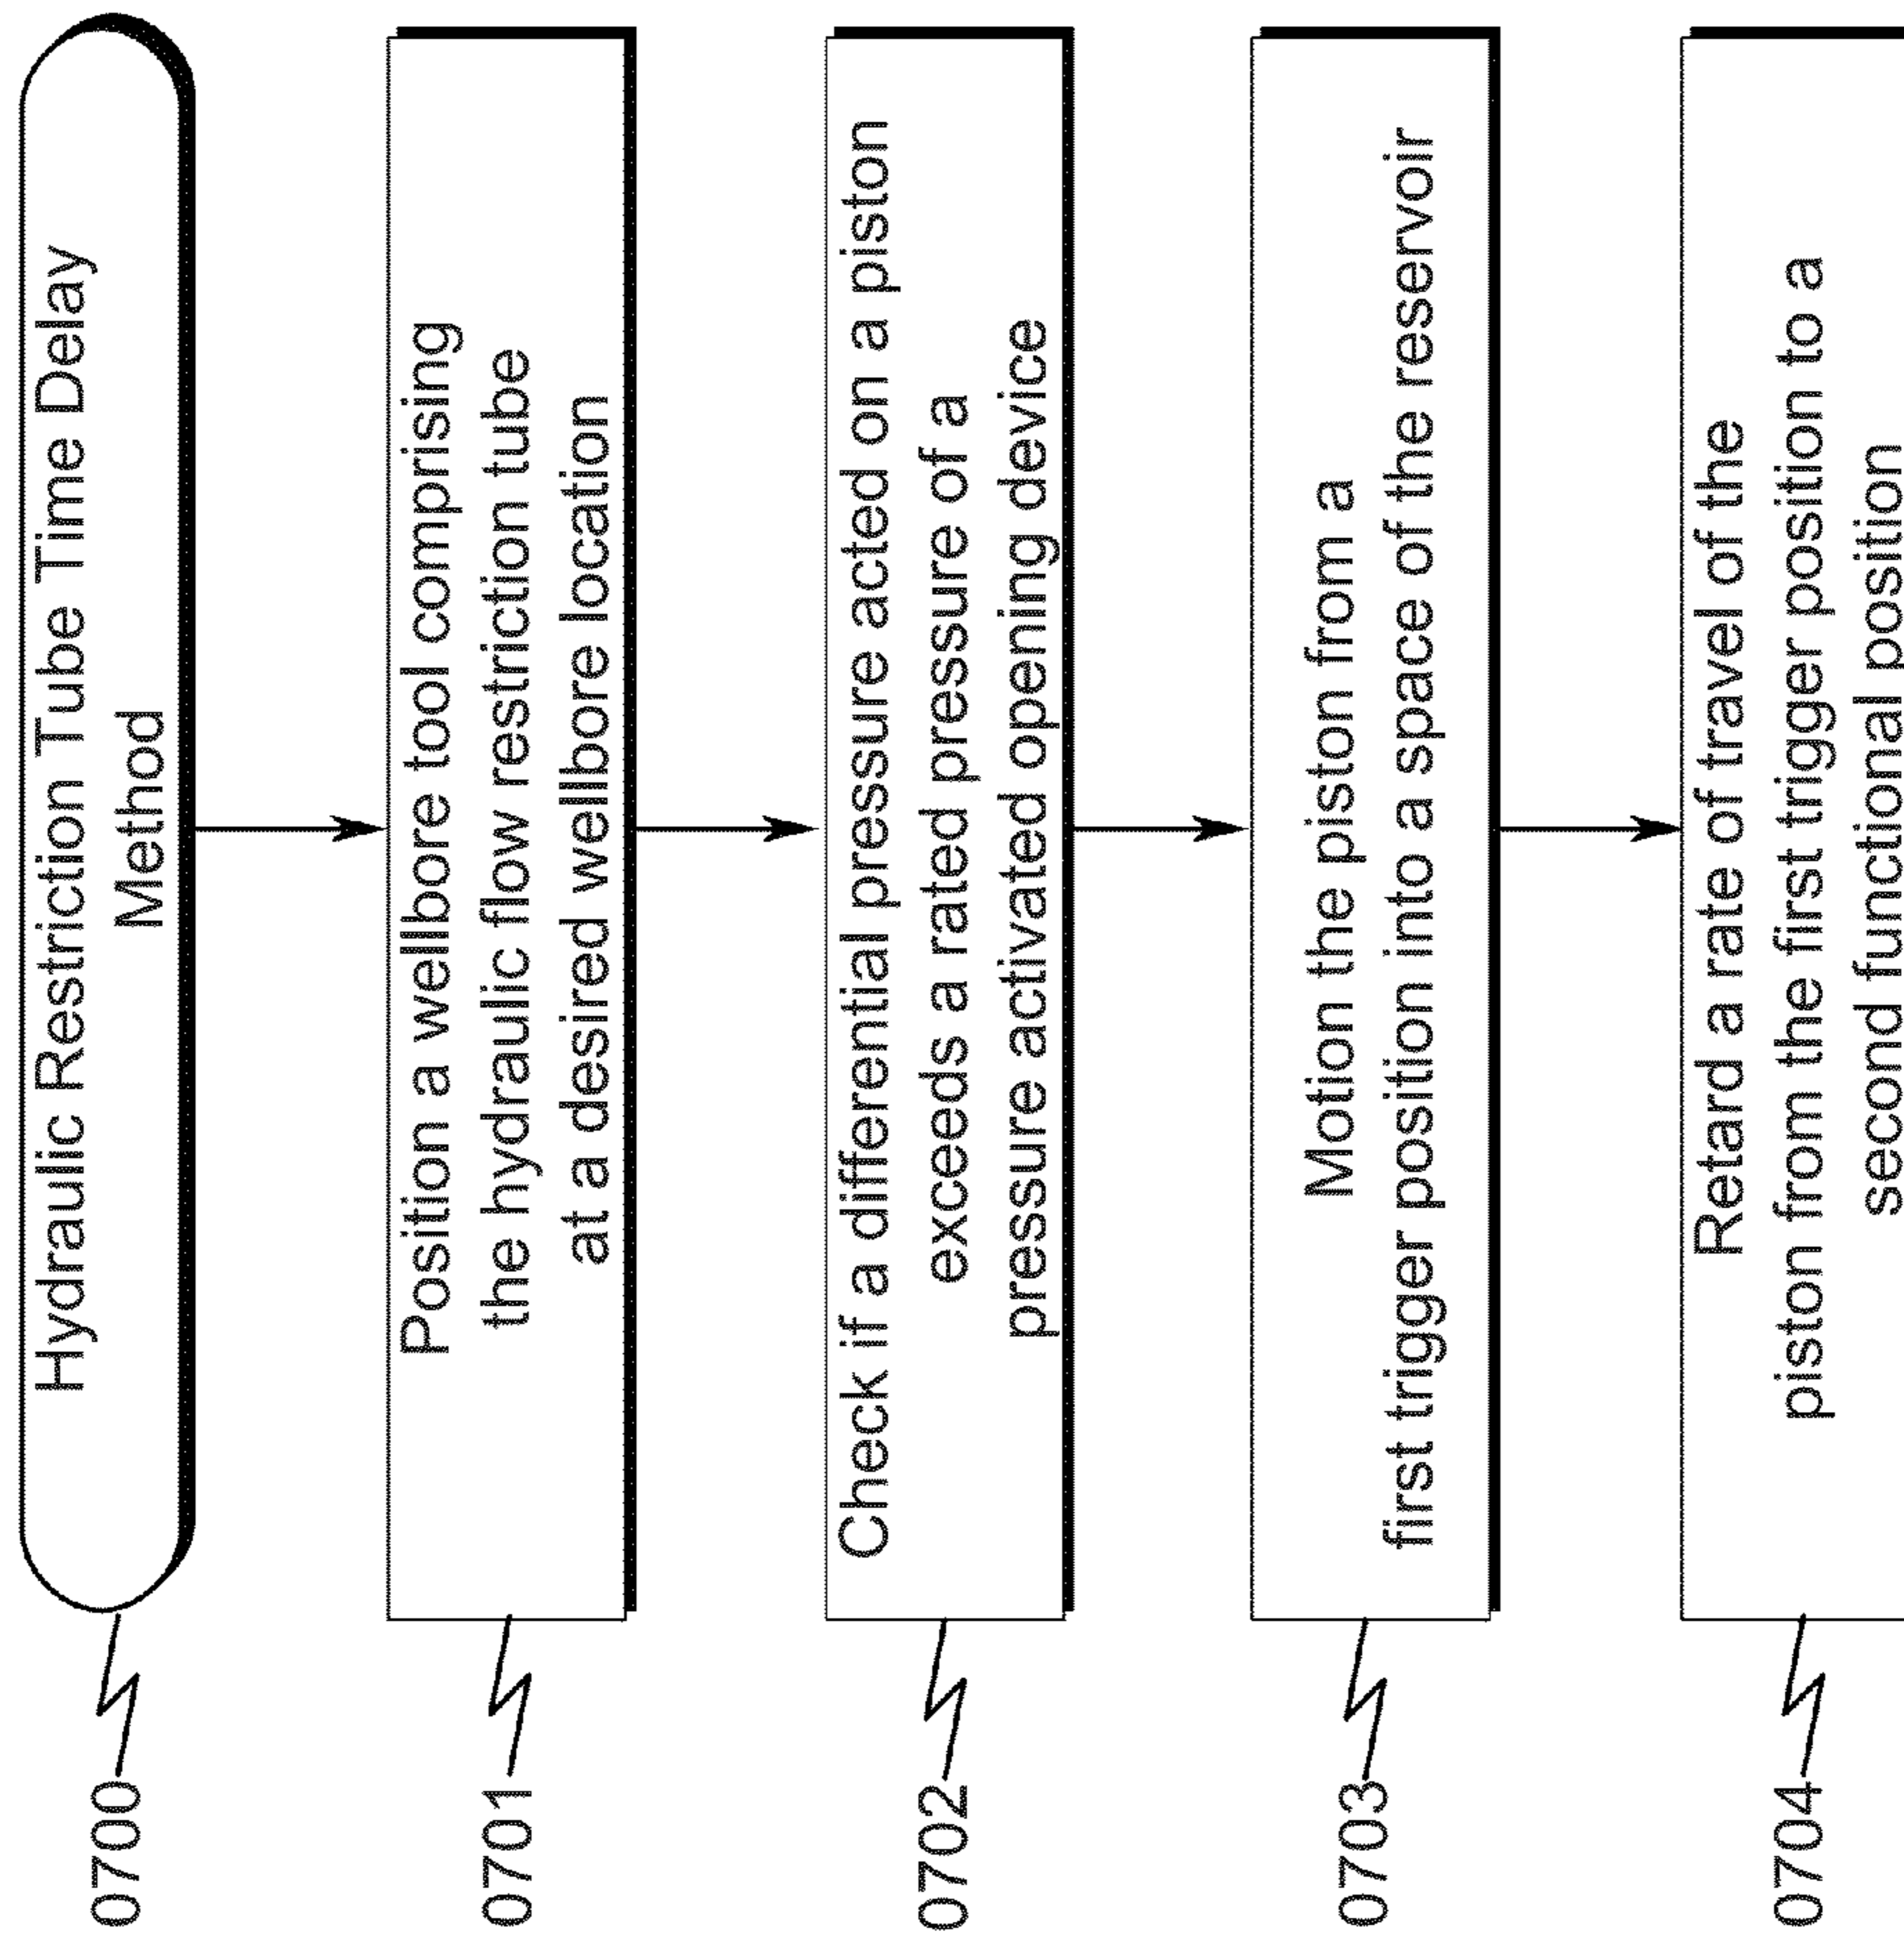 Hydraulic Restriction Tube Time Delay
Method
0700
Position a wellbore tool comprising
the hydraulic flow restriction tube
at a desired wellbore location
0701
Check if a differential pressure acted on a piston
exceeds a rated pressure of a
pressure activated opening device
0702
Motion the piston from a
first trigger position into a space of the reservoir
0703
Retard a rate of travel of the
piston from the first trigger position to a
second functional position
0704